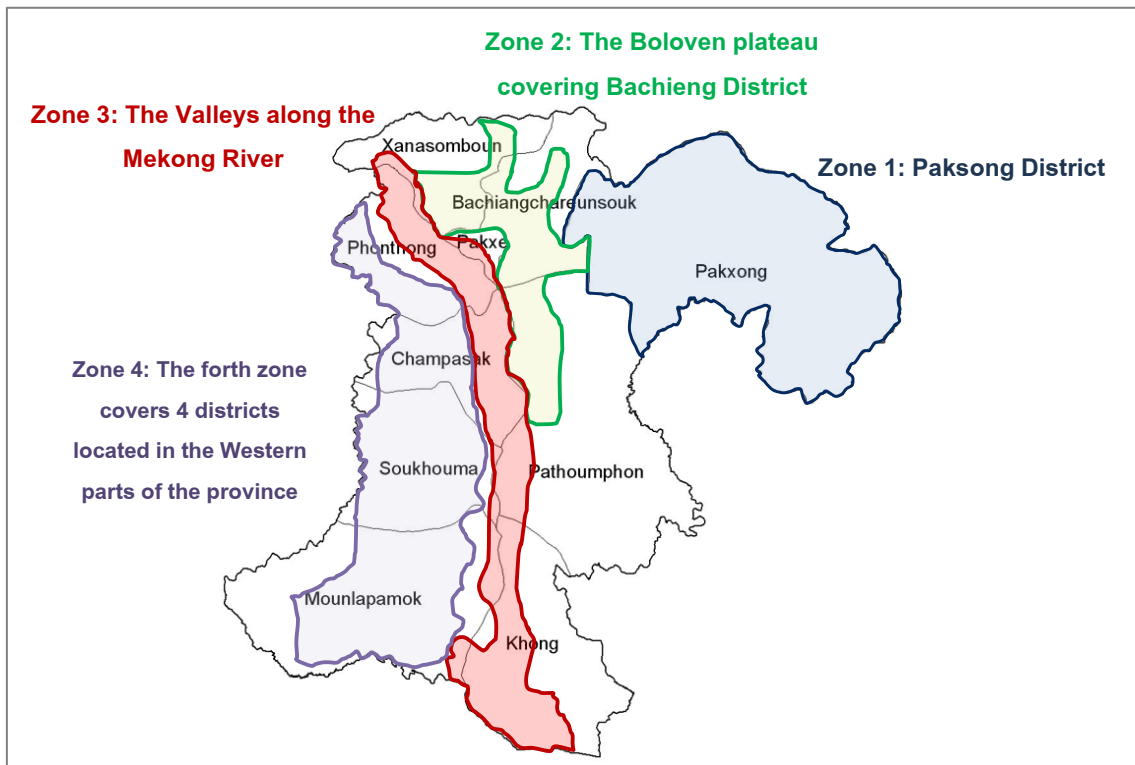 Zone 2: The Boloven plateau
covering Bachieng District
Zone 3: The Valleys along the
Mekong River
Xanasomboun
Zone 1: Paksong District
Bachiangchareunsouk
Phonthong
Pakxe
Pakxong
Champasak
Zone 4: The forth zone
covers 4 districts
located in the Western
parts of the province
Soukhouma
Pathoumphon
Mounlapamok
Khong